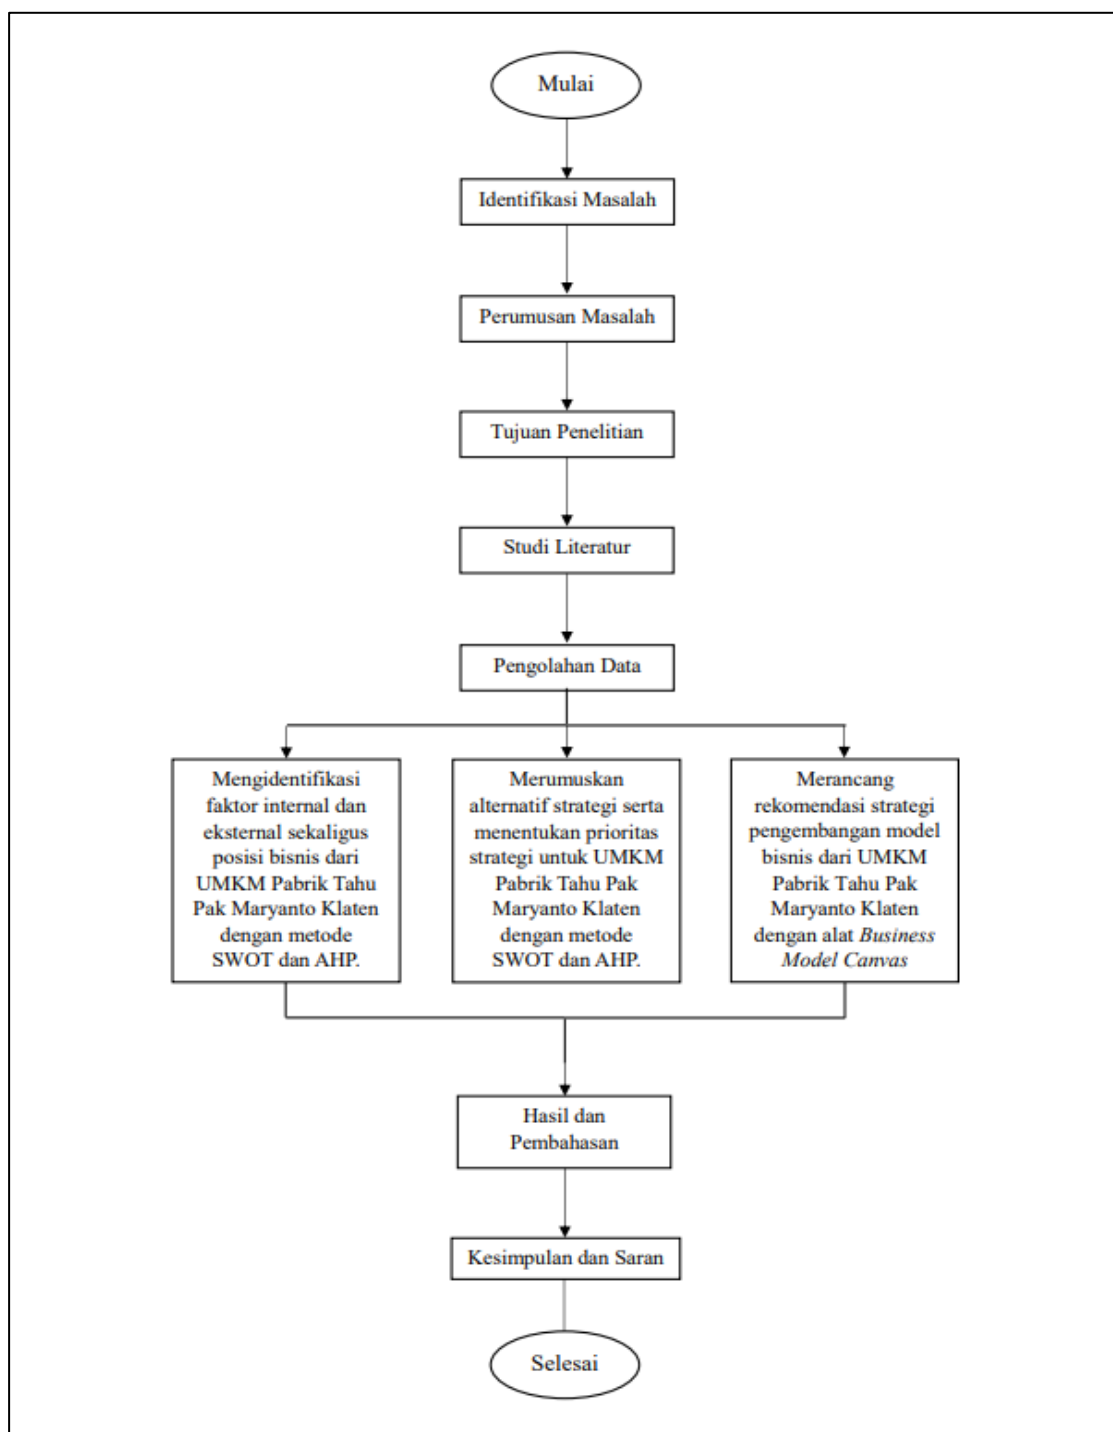 Mulai
Identifikasi Masalah
Perumusan Masalah
Tujuan Penelitian
Studi Literatur
Pengolahan Data
Mengidentifikasi
faktor internal dan
eksternal sekaligus
posisi bisnis dari
UMKM Pabrik Tahu
Pak Maryanto Klaten
dengan metode
SWOT dan AHP.
Merumuskan
alternatif strategi serta
menentukan prioritas
strategi untuk UMKM
Pabrik Tahu Pak
Maryanto Klaten
dengan metode
SWOT dan AHP.
Merancang
rekomendasi strategi
pengembangan model
bisnis dari UMKM
Pabrik Tahu Pak
Maryanto Klaten
dengan alat Business
Model Canvas
Hasil dan
Pembahasan
Kesimpulan dan Saran
Selesai